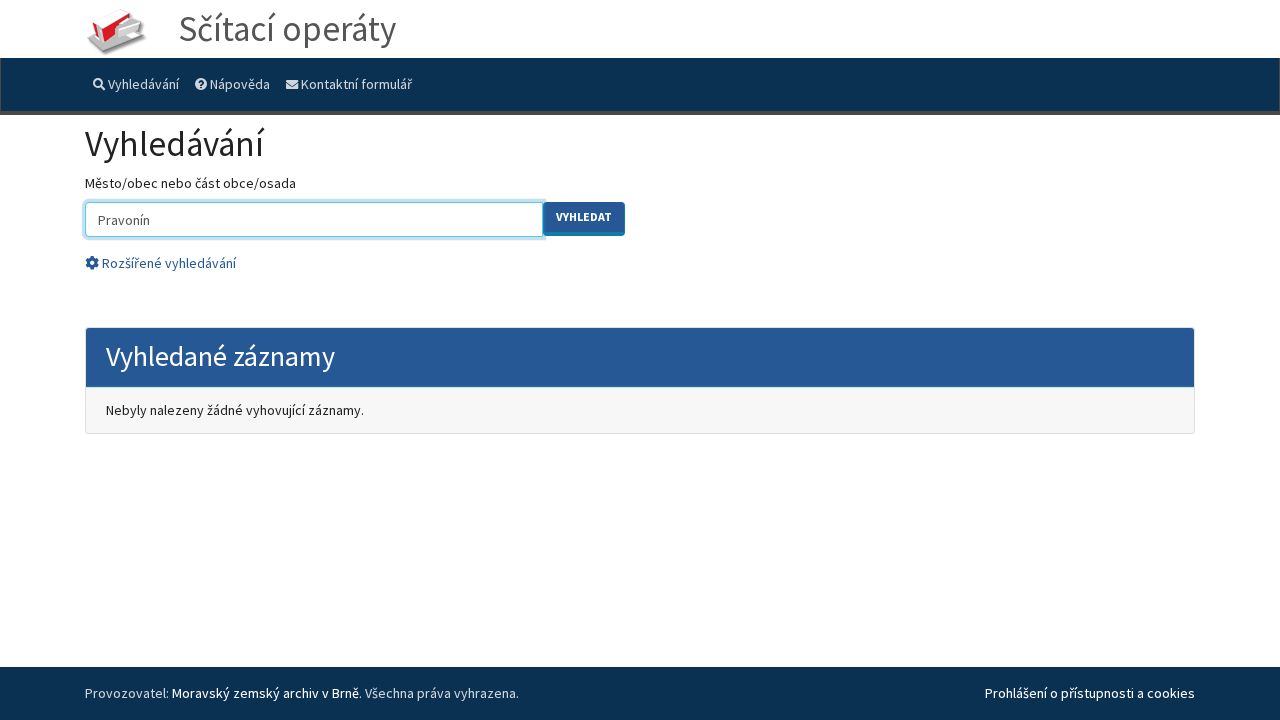 Sčítací operáty
Vyhledávání Nápověda Kontaktní formulář
Vyhledávání
Město/obec nebo část obce/osada
Pravonín VYHLEDAT
Rozšířené vyhledávání
Vyhledané záznamy
Nebyly nalezeny žádné vyhovující záznamy.
Provozovatel: Moravský zemský archiv v Brně. Všechna práva vyhrazena. Prohlášení o přístupnosti a cookies